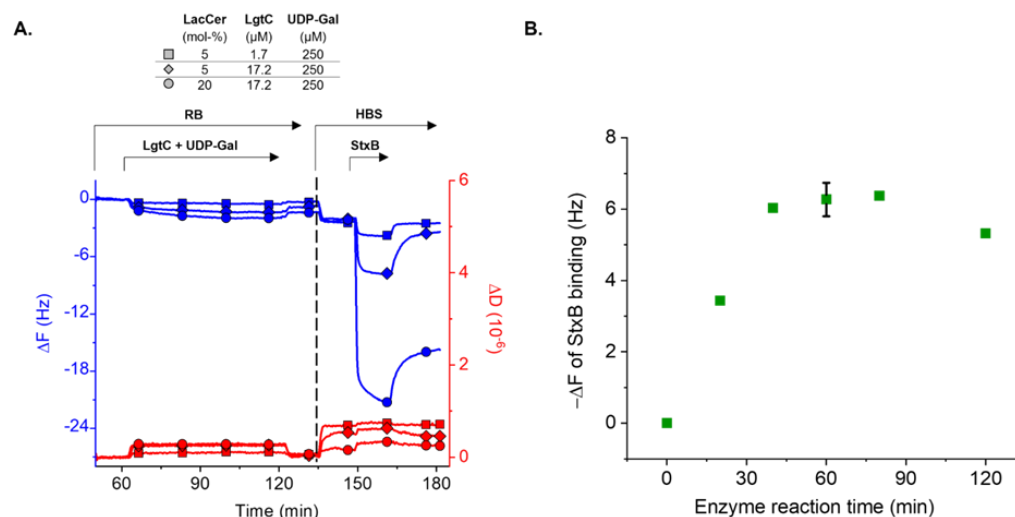 A.
LacCer LgtC UDP-Gal
(mol-%) (µM) (µM)
5 1.7 250
5 17.2 250
20 17.2 250
RB HBS
LgtC + UDP-Gal StxB
0
-6
-12
-18
-24
ΔF (Hz)
6
4
2
0
ΔD (10-6)
60 90 120 150 180
Time (min)
B.
8
6
4
2
0
−ΔF of StxB binding (Hz)
0 30 60 90 120
Enzyme reaction time (min)